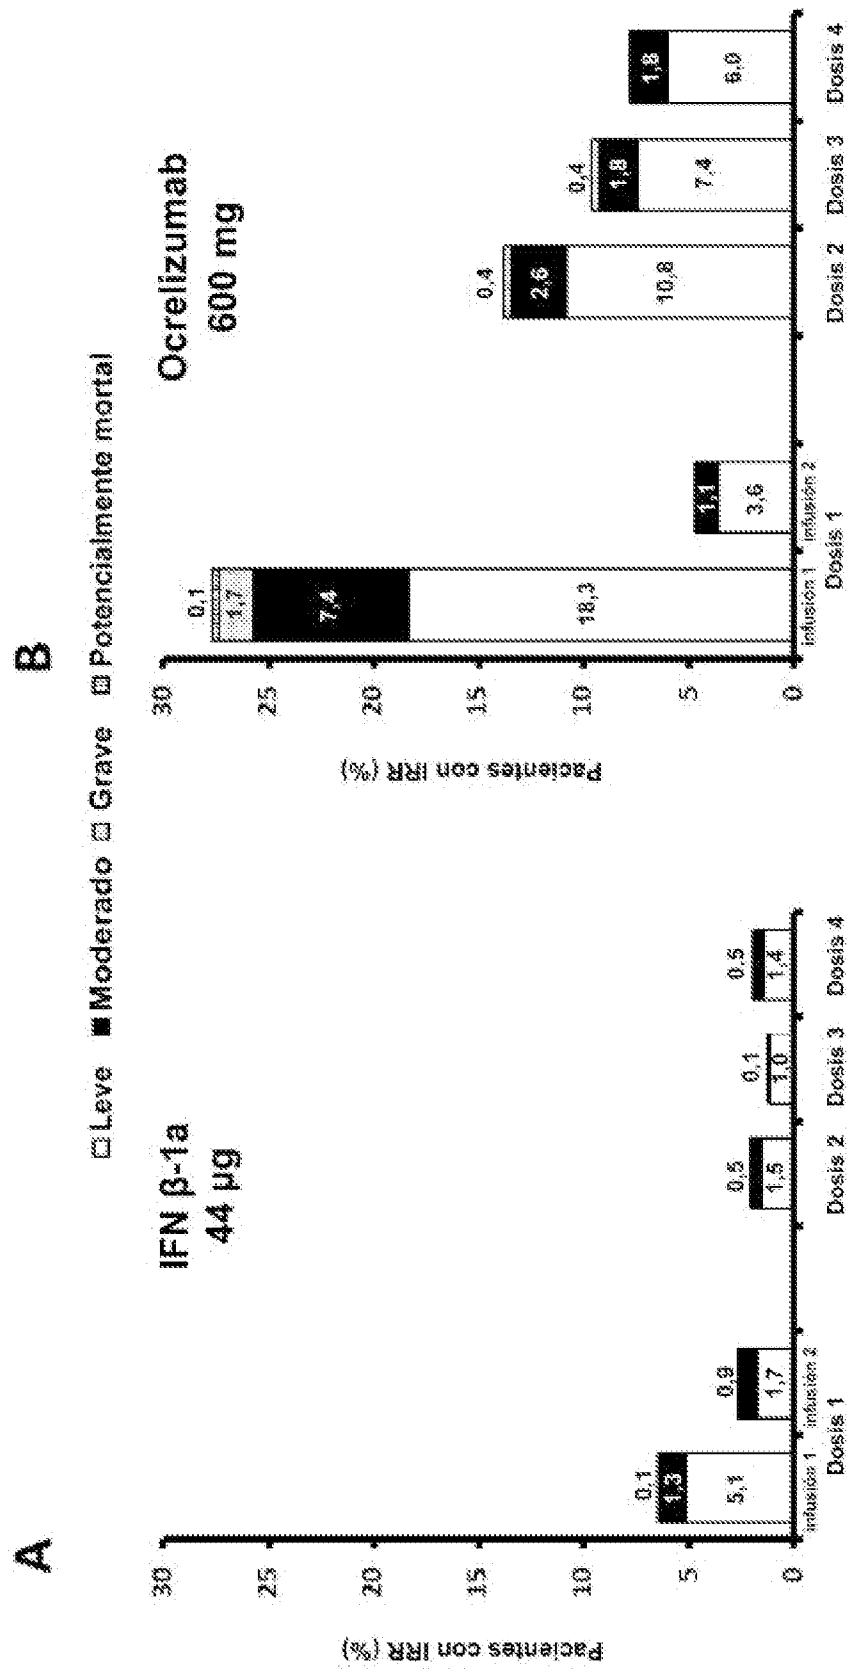 A
IFN β-1a
44 µg
□ Leve ■ Moderado □ Grave □ Potencialmente mortal
Pacientes con IRR (%)
30
25
20
15
10
5
0
0,1
1,3
5,1
0,9
1,7
0,5
1,5
0,1
1,0
0,5
1,4
infusión 1
infusión 2
Dosis 1
Dosis 2
Dosis 3
Dosis 4
B
Ocrelizumab
600 mg
Pacientes con IRR (%)
30
25
20
15
10
5
0
0,1
1,7
7,4
18,3
1,1
3,6
0,4
2,6
10,8
0,4
1,8
7,4
1,8
6,0
infusión 1
infusión 2
Dosis 1
Dosis 2
Dosis 3
Dosis 4